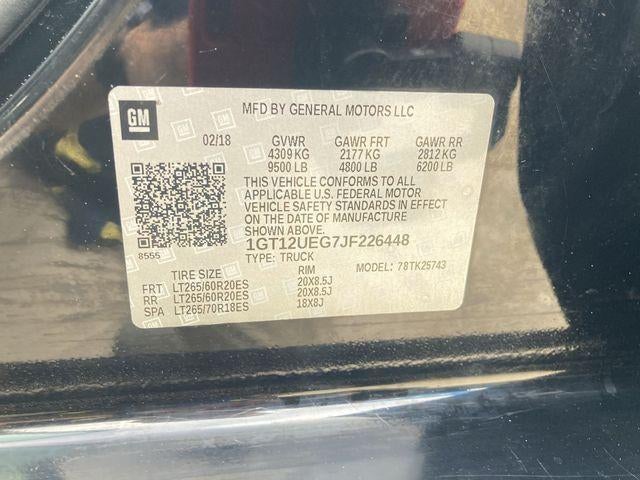 GM
MFD BY GENERAL MOTORS LLC
02/18 GVWR GAWR FRT GAWR RR
4309 KG 2177 KG 2812 KG
9500 LB 4800 LB 6200 LB
THIS VEHICLE CONFORMS TO ALL
APPLICABLE U.S. FEDERAL MOTOR
VEHICLE SAFETY STANDARDS IN EFFECT
ON THE DATE OF MANUFACTURE
SHOWN ABOVE.
8555
1GT12UEG7JF226448
TYPE: TRUCK MODEL: 78TK25743
TIRE SIZE RIM
FRT LT265/60R20ES 20X8.5J
RR LT265/60R20ES 20X8.5J
SPA LT265/70R18ES 18X8J